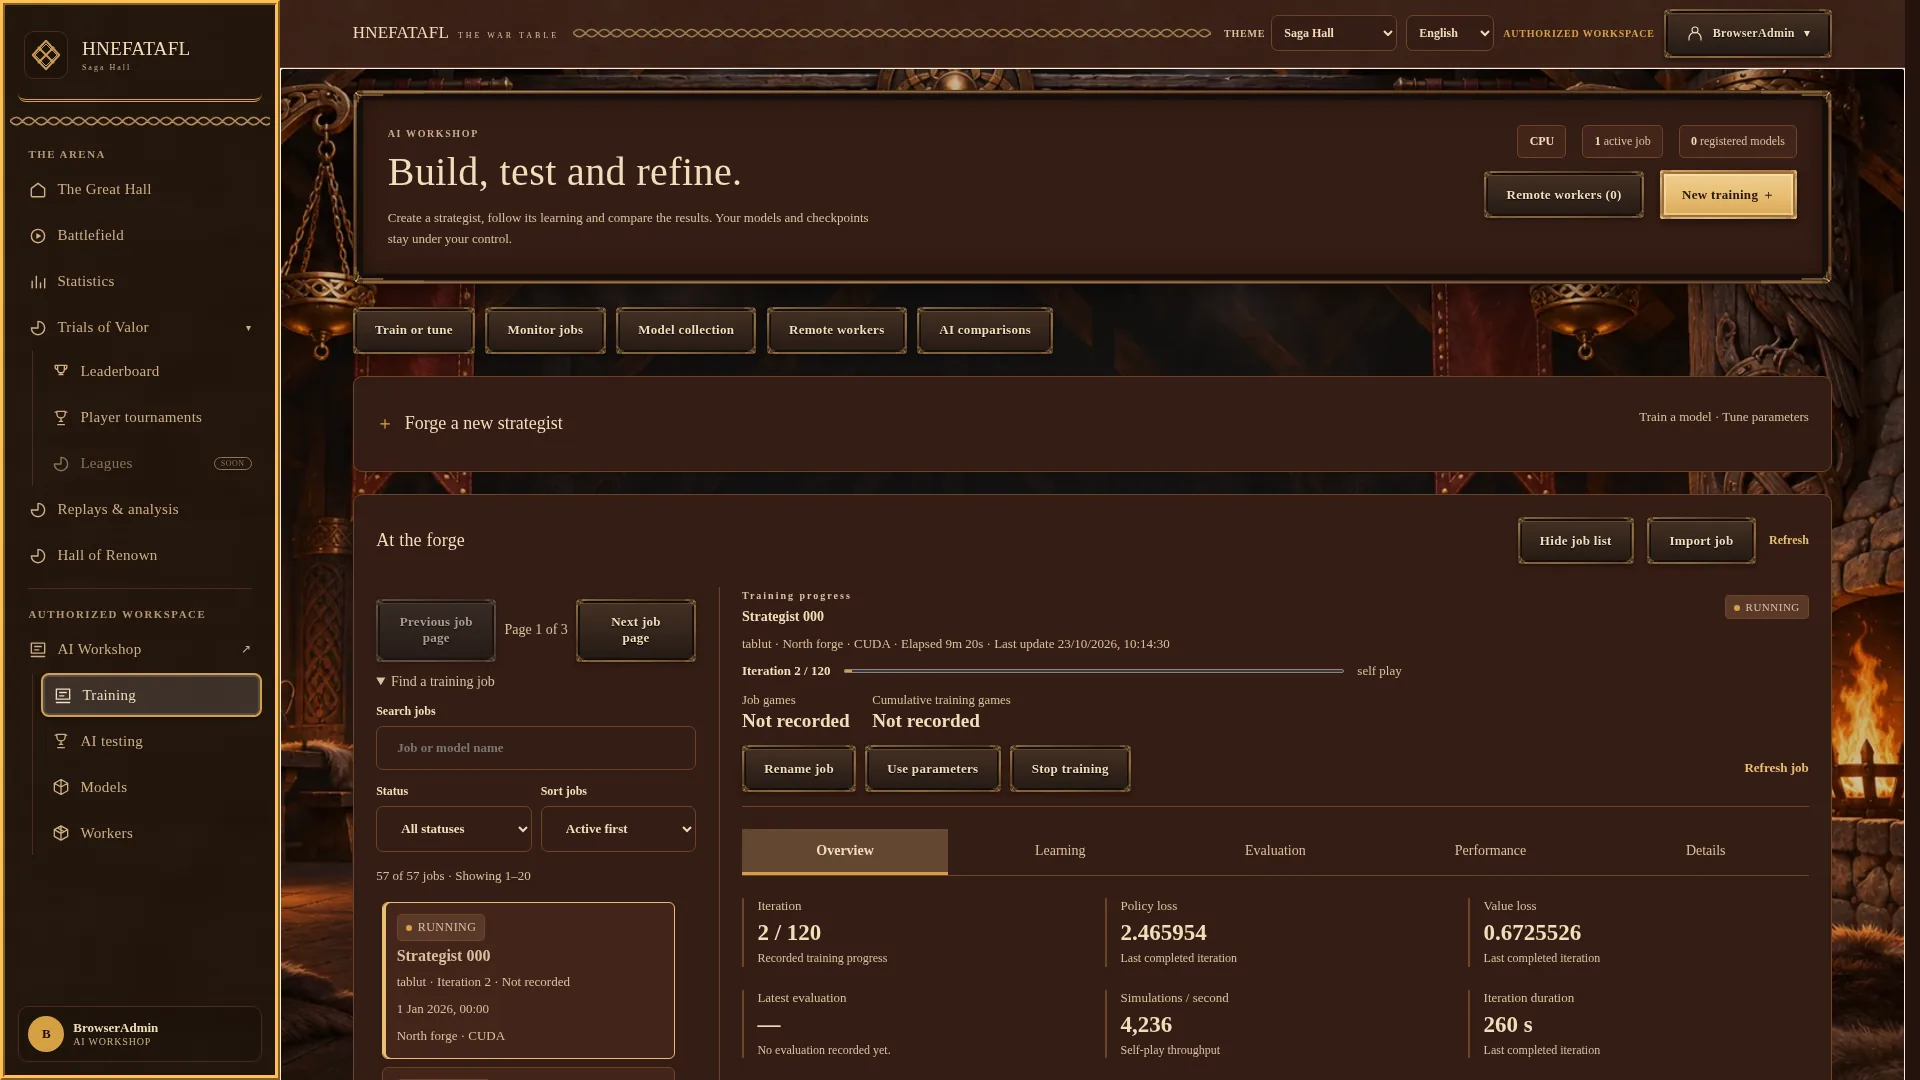 HNEFATAFL
Saga Hall
THE ARENA
The Great Hall
Battlefield
Statistics
Trials of Valor
Leaderboard
Player tournaments
Leagues SOON
Replays & analysis
Hall of Renown
AUTHORIZED WORKSPACE
AI Workshop
Training
AI testing
Models
Workers
B BrowserAdmin
AI WORKSHOP
HNEFATAFL THE WAR TABLE THEME Saga Hall English AUTHORIZED WORKSPACE BrowserAdmin
AI WORKSHOP
Build, test and refine.
Create a strategist, follow its learning and compare the results. Your models and checkpoints
stay under your control.
CPU 1 active job 0 registered models
Remote workers (0) New training +
Train or tune Monitor jobs Model collection Remote workers AI comparisons
+ Forge a new strategist Train a model · Tune parameters
At the forge Hide job list Import job Refresh
Previous job
page
Page 1 of 3
Next job
page
Find a training job
Search jobs
Job or model name
Status Sort jobs
All statuses Active first
57 of 57 jobs · Showing 1–20
RUNNING
Strategist 000
tablut · Iteration 2 · Not recorded
1 Jan 2026, 00:00
North forge · CUDA
Training progress
Strategist 000 RUNNING
tablut · North forge · CUDA · Elapsed 9m 20s · Last update 23/10/2026, 10:14:30
Iteration 2 / 120 self play
Job games Cumulative training games
Not recorded Not recorded
Rename job Use parameters Stop training Refresh job
Overview Learning Evaluation Performance Details
Iteration Policy loss Value loss
2 / 120 2.465954 0.6725526
Recorded training progress Last completed iteration Last completed iteration
Latest evaluation Simulations / second Iteration duration
— 4,236 260 s
No evaluation recorded yet. Self-play throughput Last completed iteration